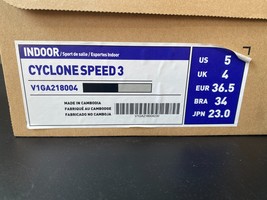 INDOOR / Sport de salle / Esportes Indoor
CYCLONE SPEED 3
V1GA218004
MADE IN CAMBODIA
FABRIQUÉ AU CAMBODGE
FABRICADO NO CAMBOJA
US 5
UK 4
EUR 36.5
BRA 34
JPN 23.0